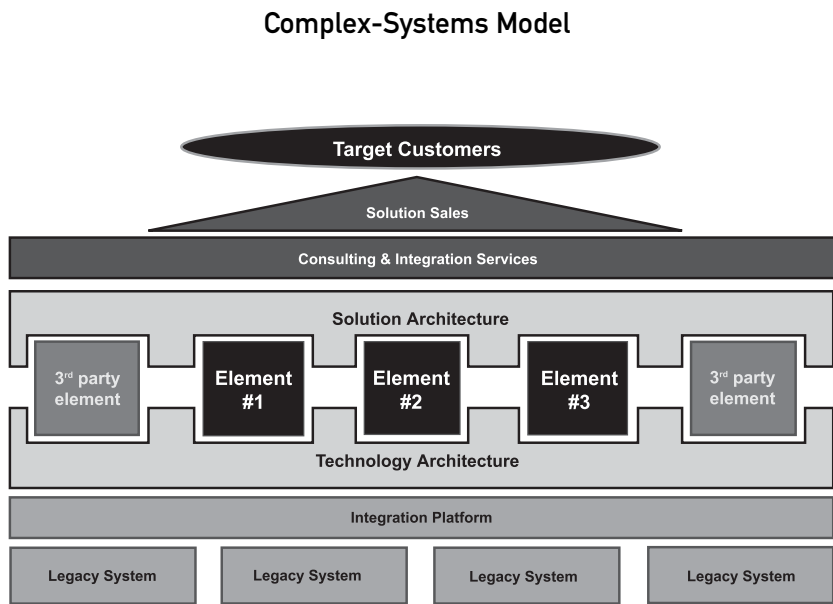 Complex-Systems Model
Target Customers
Solution Sales
Consulting & Integration Services
Solution Architecture
3rd party
element
Element
#1
Element
#2
Element
#3
3rd party
element
Technology Architecture
Integration Platform
Legacy System
Legacy System
Legacy System
Legacy System